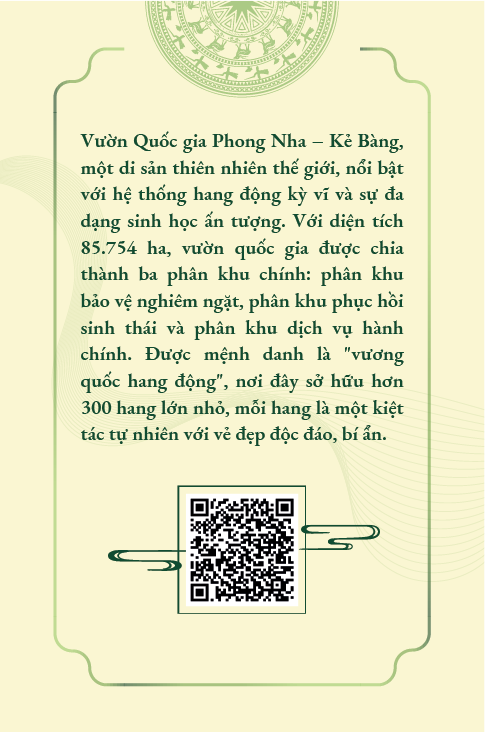 Vườn Quốc gia Phong Nha – Kẻ Bàng,
một di sản thiên nhiên thế giới, nổi bật
với hệ thống hang động kỳ vĩ và sự đa
dạng sinh học ấn tượng. Với diện tích
85.754 ha, vườn quốc gia được chia
thành ba phân khu chính: phân khu
bảo vệ nghiêm ngặt, phân khu phục hồi
sinh thái và phân khu dịch vụ hành
chính. Được mệnh danh là "vương
quốc hang động", nơi đây sở hữu hơn
300 hang lớn nhỏ, mỗi hang là một kiệt
tác tự nhiên với vẻ đẹp độc đáo, bí ẩn.